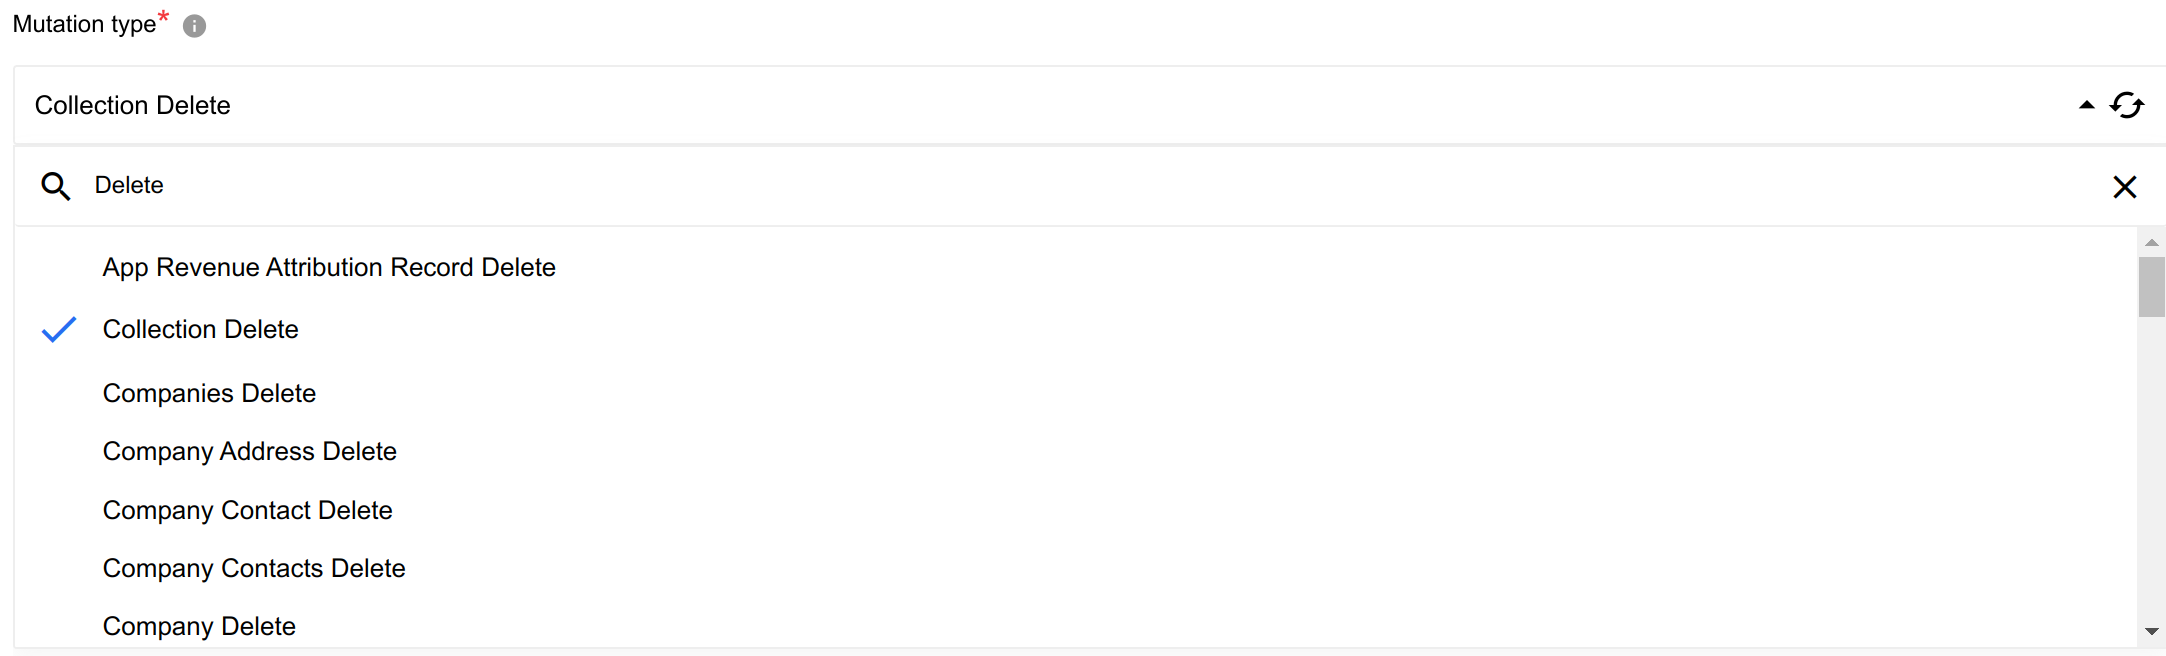 Mutation type*
Collection Delete
Delete
App Revenue Attribution Record Delete
Collection Delete
Companies Delete
Company Address Delete
Company Contact Delete
Company Contacts Delete
Company Delete